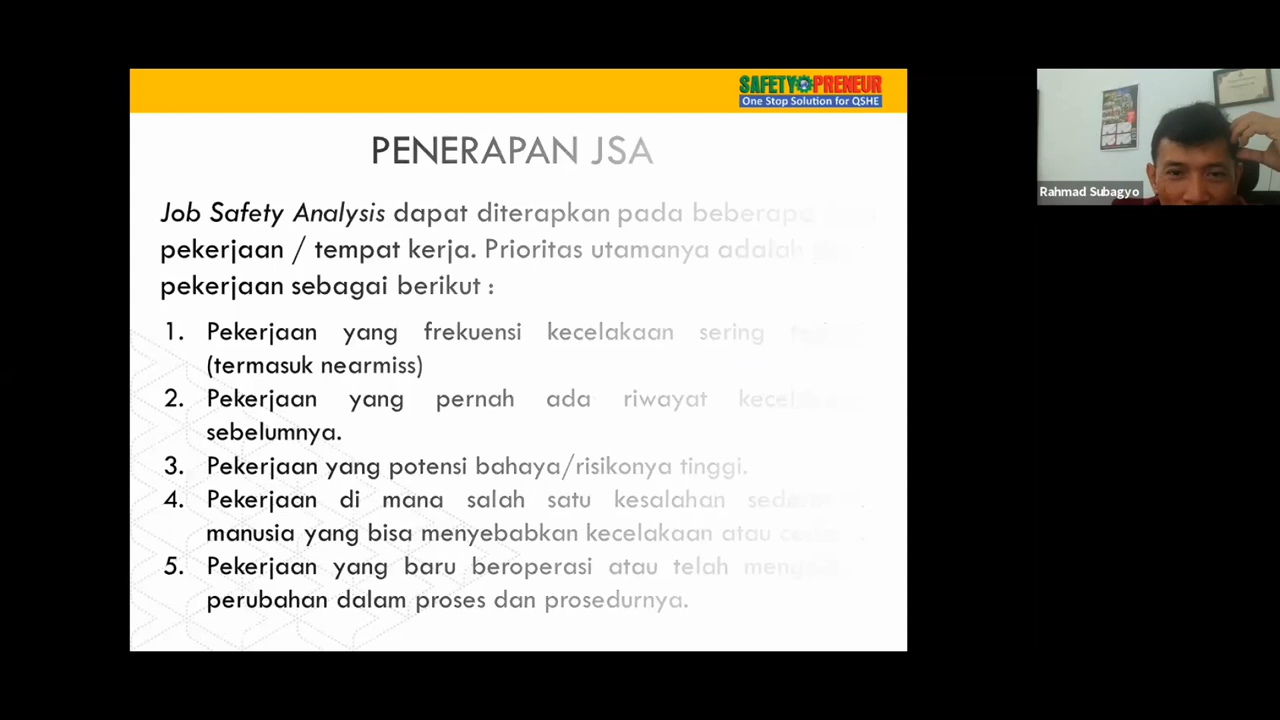 SAFETYPRENEUR
One Stop Solution for QSHE
PENERAPAN JSA
Job Safety Analysis dapat diterapkan pada beberapa
pekerjaan / tempat kerja. Prioritas utamanya adalah
pekerjaan sebagai berikut :
1. Pekerjaan yang frekuensi kecelakaan sering
(termasuk nearmiss)
2. Pekerjaan yang pernah ada riwayat
sebelumnya.
3. Pekerjaan yang potensi bahaya/risikonya tinggi.
4. Pekerjaan di mana salah satu kesalahan
manusia yang bisa menyebabkan kecelakaan atau
5. Pekerjaan yang baru beroperasi atau telah
perubahan dalam proses dan prosedurnya.
Rahmad Subagyo